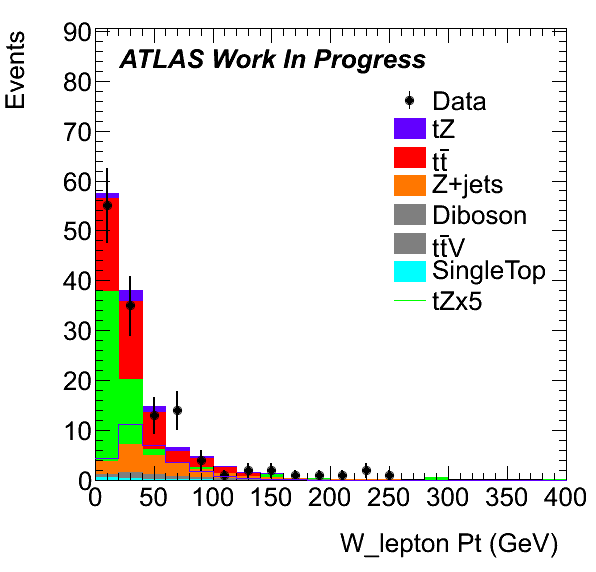 Events
90
80
70
60
50
40
30
20
10
0
ATLAS Work In Progress
Data
tZ
tt̄
Z+jets
Diboson
tt̄V
SingleTop
tZx5
0 50 100 150 200 250 300 350 400
W_lepton Pt (GeV)